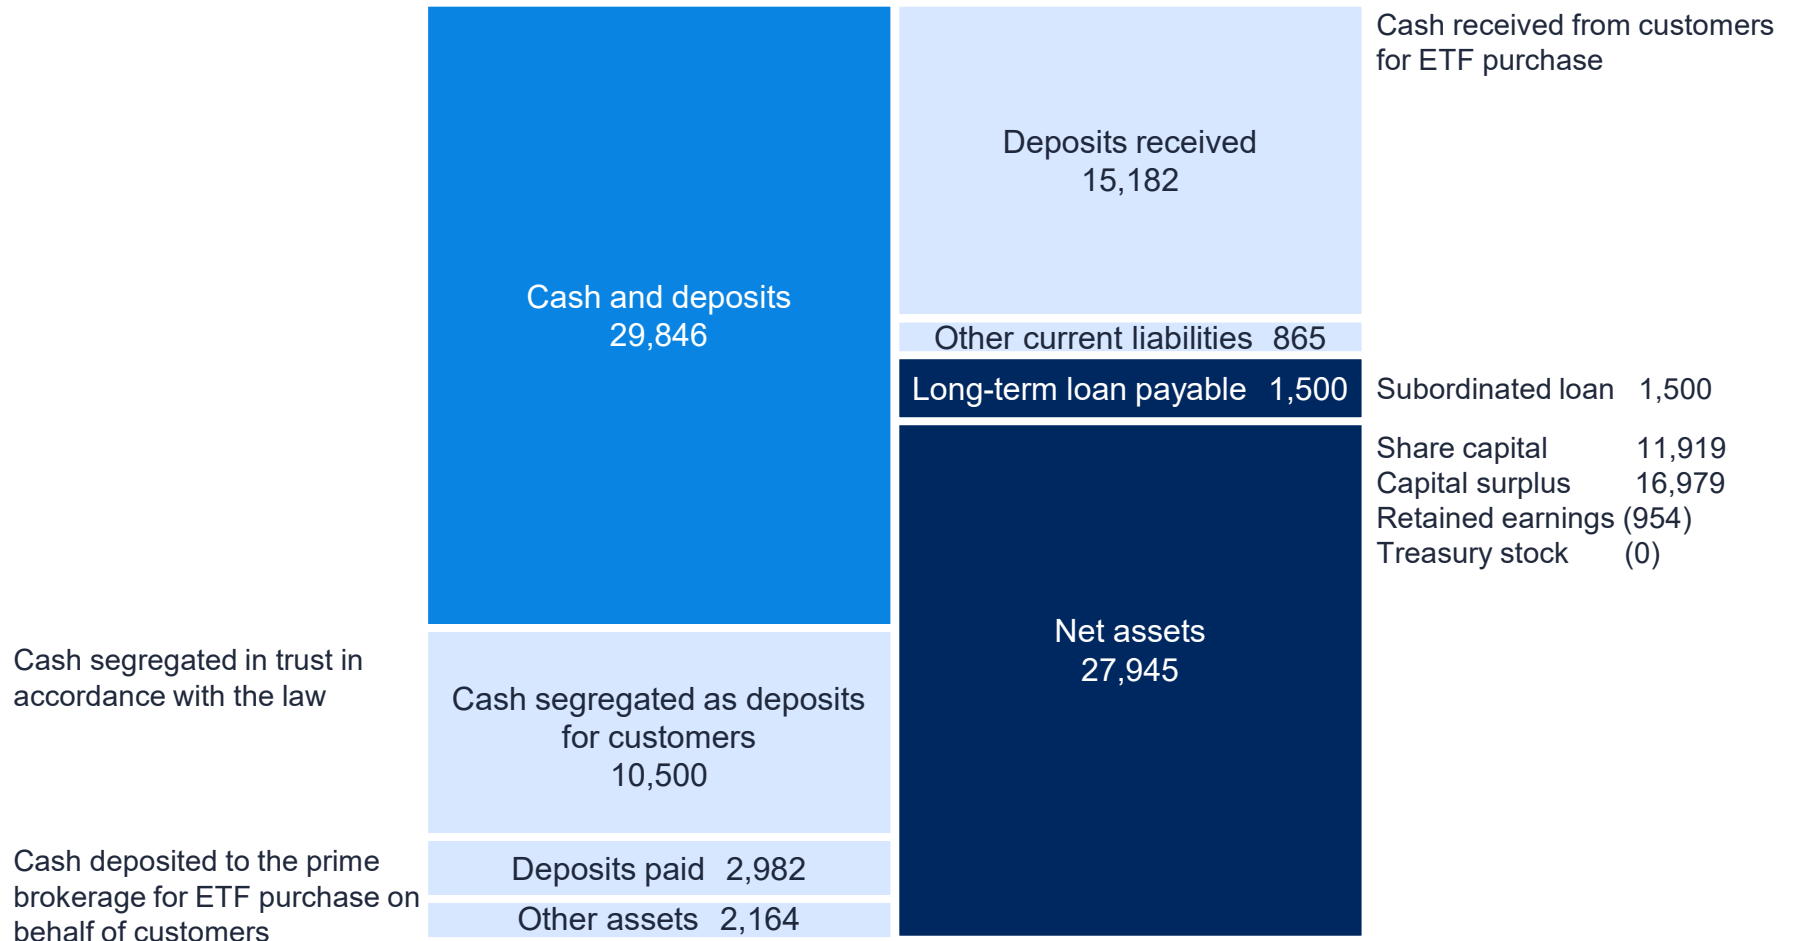 Cash received from customers
for ETF purchase
Deposits received
15,182
Cash and deposits
29,846
Other current liabilities 865
Long-term loan payable 1,500
Subordinated loan 1,500
Share capital 11,919
Capital surplus 16,979
Retained earnings (954)
Treasury stock (0)
Net assets
27,945
Cash segregated in trust in
accordance with the law
Cash segregated as deposits
for customers
10,500
Cash deposited to the prime
brokerage for ETF purchase on
behalf of customers
Deposits paid 2,982
Other assets 2,164